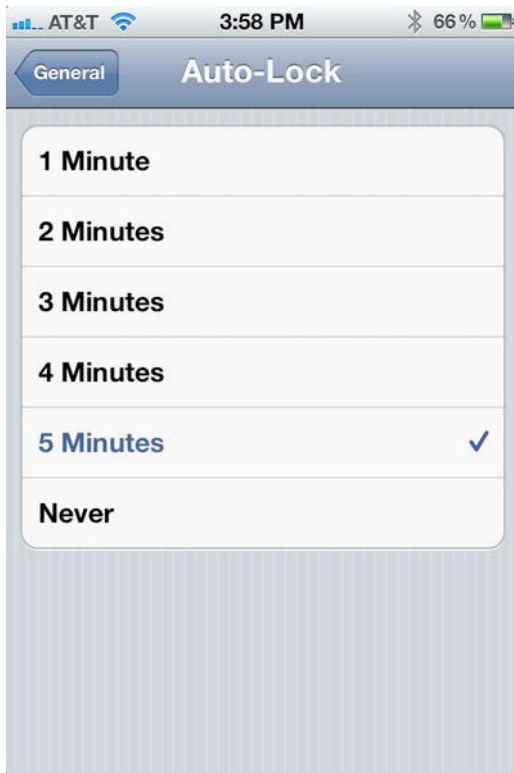 AT&T 3:58 PM 66%
General Auto-Lock
1 Minute
2 Minutes
3 Minutes
4 Minutes
5 Minutes
Never